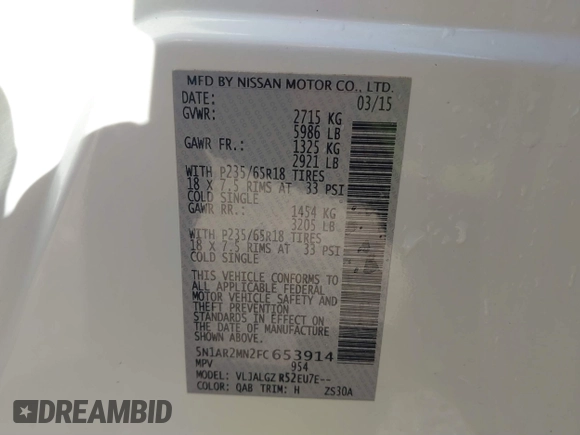 MFD BY NISSAN MOTOR CO., LTD.
DATE: 03/15
GVWR: 2715 KG
5986 LB
GAWR FR.: 1325 KG
2921 LB
WITH P235/65R18 TIRES
18 X 7.5 RIMS AT 33 PSI
COLD SINGLE
GAWR RR.: 1454 KG
3205 LB
WITH P235/65R18 TIRES
18 X 7.5 RIMS AT 33 PSI
COLD SINGLE
THIS VEHICLE CONFORMS TO
ALL APPLICABLE FEDERAL
MOTOR VEHICLE SAFETY AND
THEFT PREVENTION
STANDARDS IN EFFECT ON
THE DATE OF MANUFACTURE
5N1AR2MN2FC653914
MPV 954
MODEL: VLJALGZ R52EU7E--
COLOR: QAB TRIM: H ZS30A
DREAMBID
CERTIFIED USED CARS